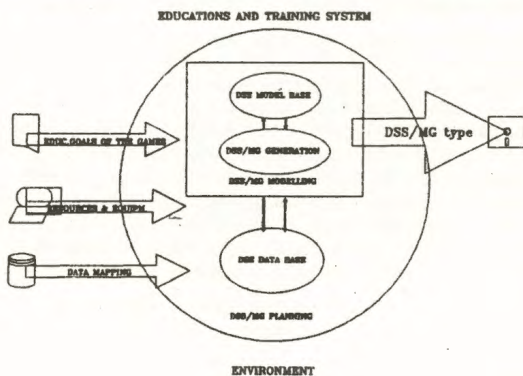 EDUCATIONS AND TRAINING SYSTEM
DSS MODEL BASE
EDUC.GOALS OF THE GAMES
DSS/MG GENERATION
DSS/MG type
DSS/MG MODELLING
RESOURCES & EQUIPM
DSS DATA BASE
DATA MAPPING
DSS/MG PLANNING
ENVIRONMENT